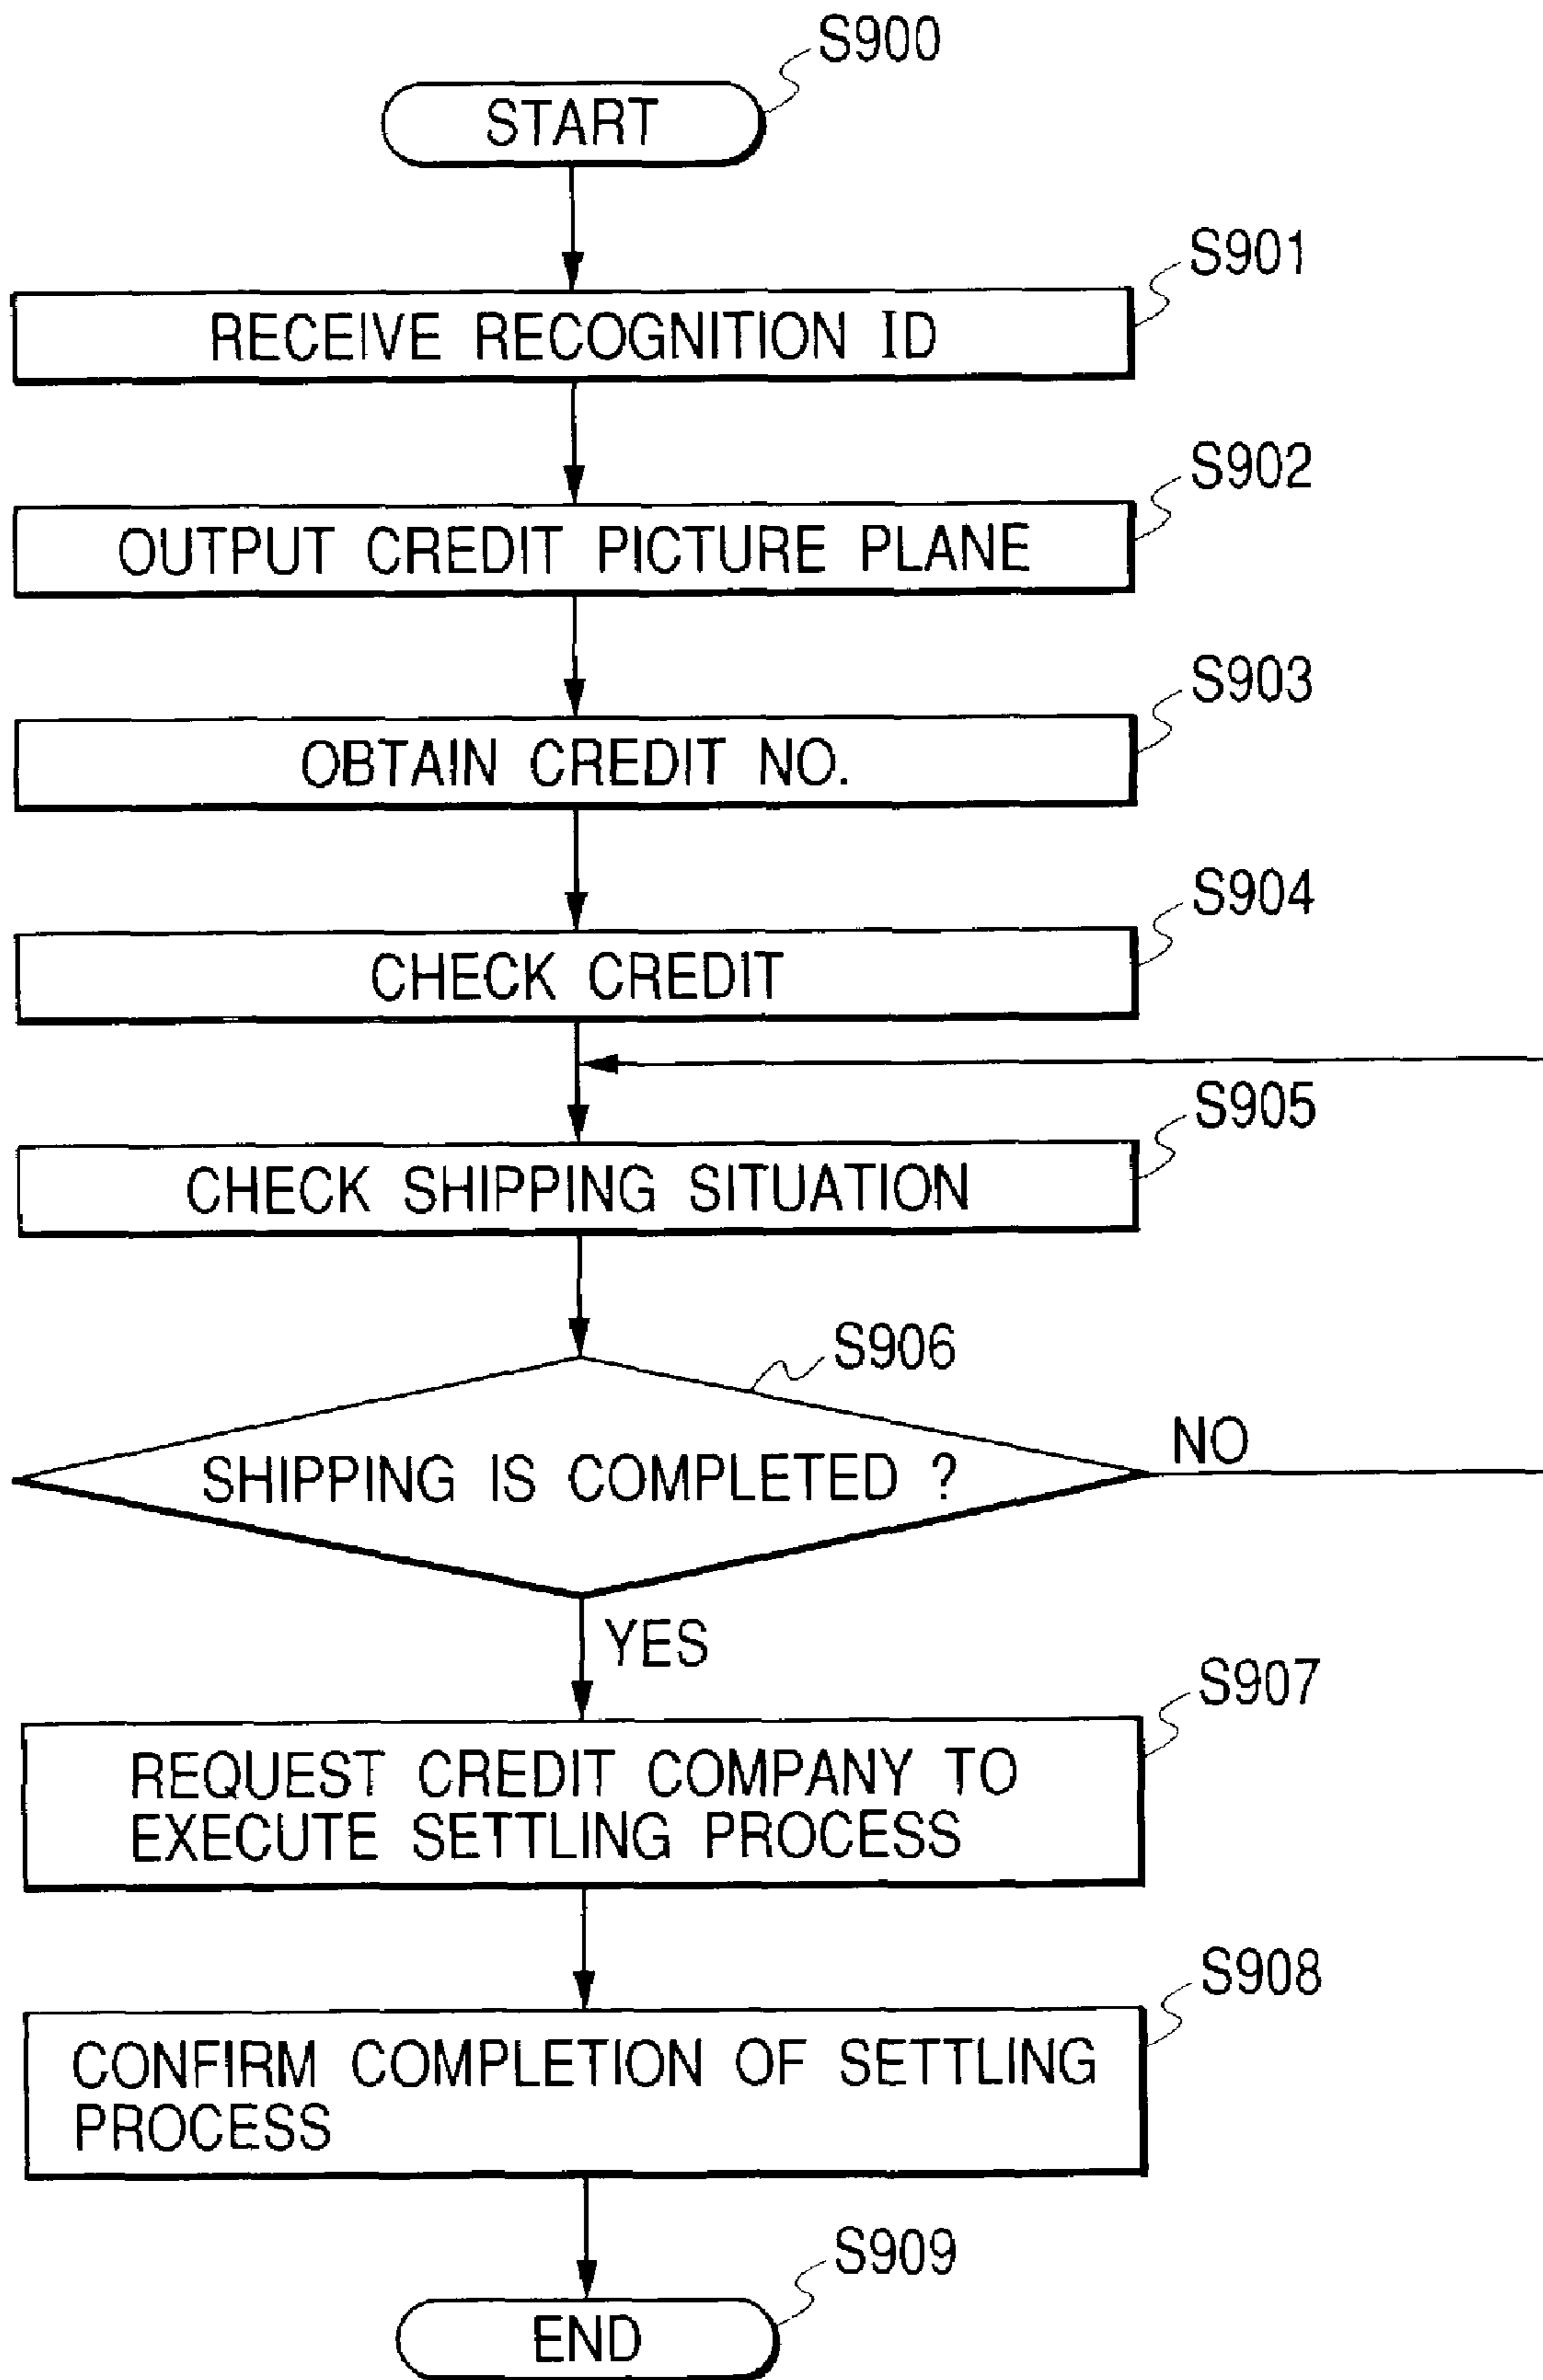 S900
START
S901
RECEIVE RECOGNITION ID
S902
OUTPUT CREDIT PICTURE PLANE
S903
OBTAIN CREDIT NO.
S904
CHECK CREDIT
S905
CHECK SHIPPING SITUATION
S906
SHIPPING IS COMPLETED ?
NO
YES
S907
REQUEST CREDIT COMPANY TO
EXECUTE SETTLING PROCESS
S908
CONFIRM COMPLETION OF SETTLING
PROCESS
S909
END